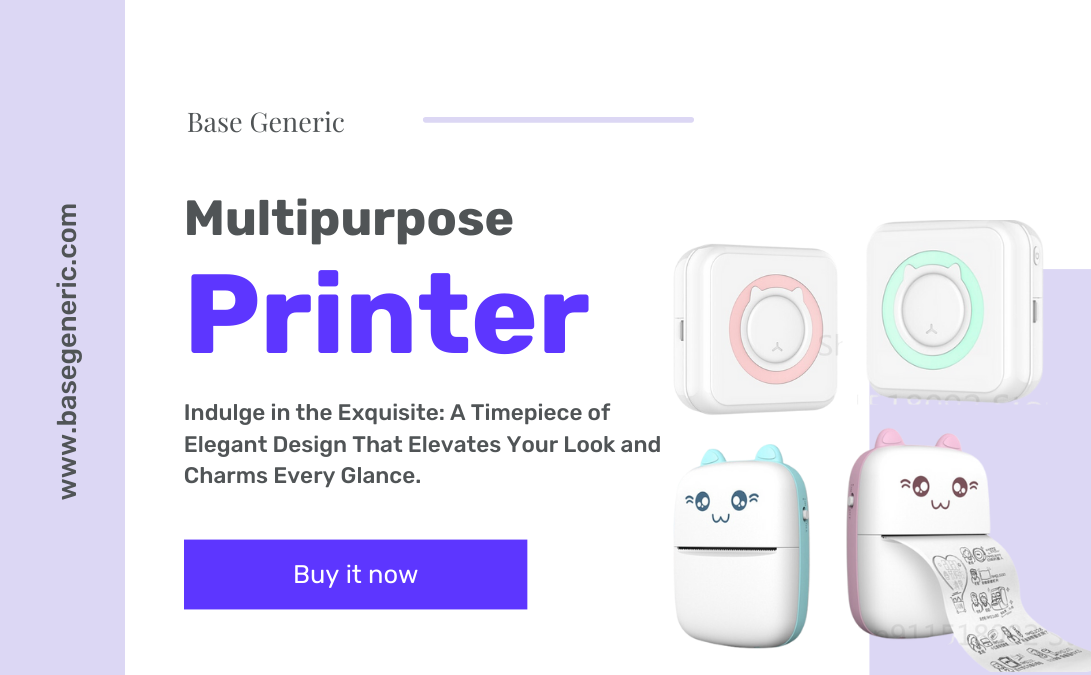 Base Generic
Multipurpose
Printer
Indulge in the Exquisite: A Timepiece of
Elegant Design That Elevates Your Look and
Charms Every Glance.
Buy it now
www.basegeneric.com